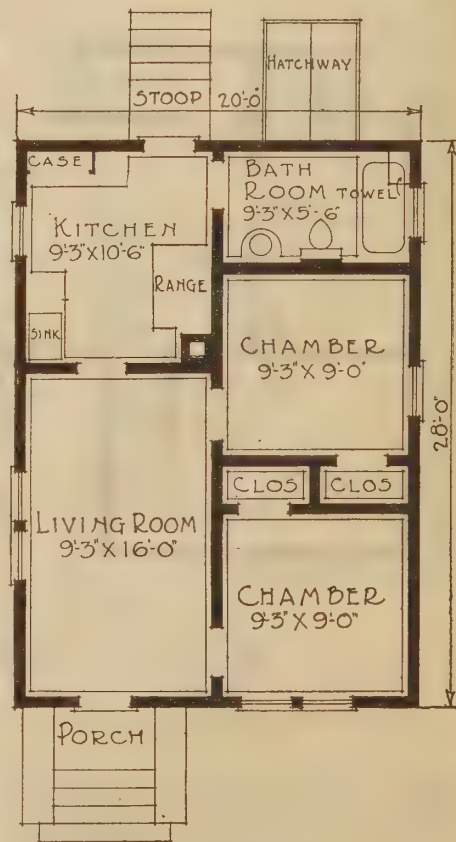 HATCHWAY
STOOP
20'-0"
CASE
BATH
ROOM
TOWEL
9'-3" X 5'-6"
KITCHEN
9'-3" X 10'-6"
RANGE
SINK
CHAMBER
9'-3" X 9'-0"
28'-0"
CLOS
CLOS
LIVING ROOM
9'-3" X 16'-0"
CHAMBER
9'-3" X 9'-0"
PORCH